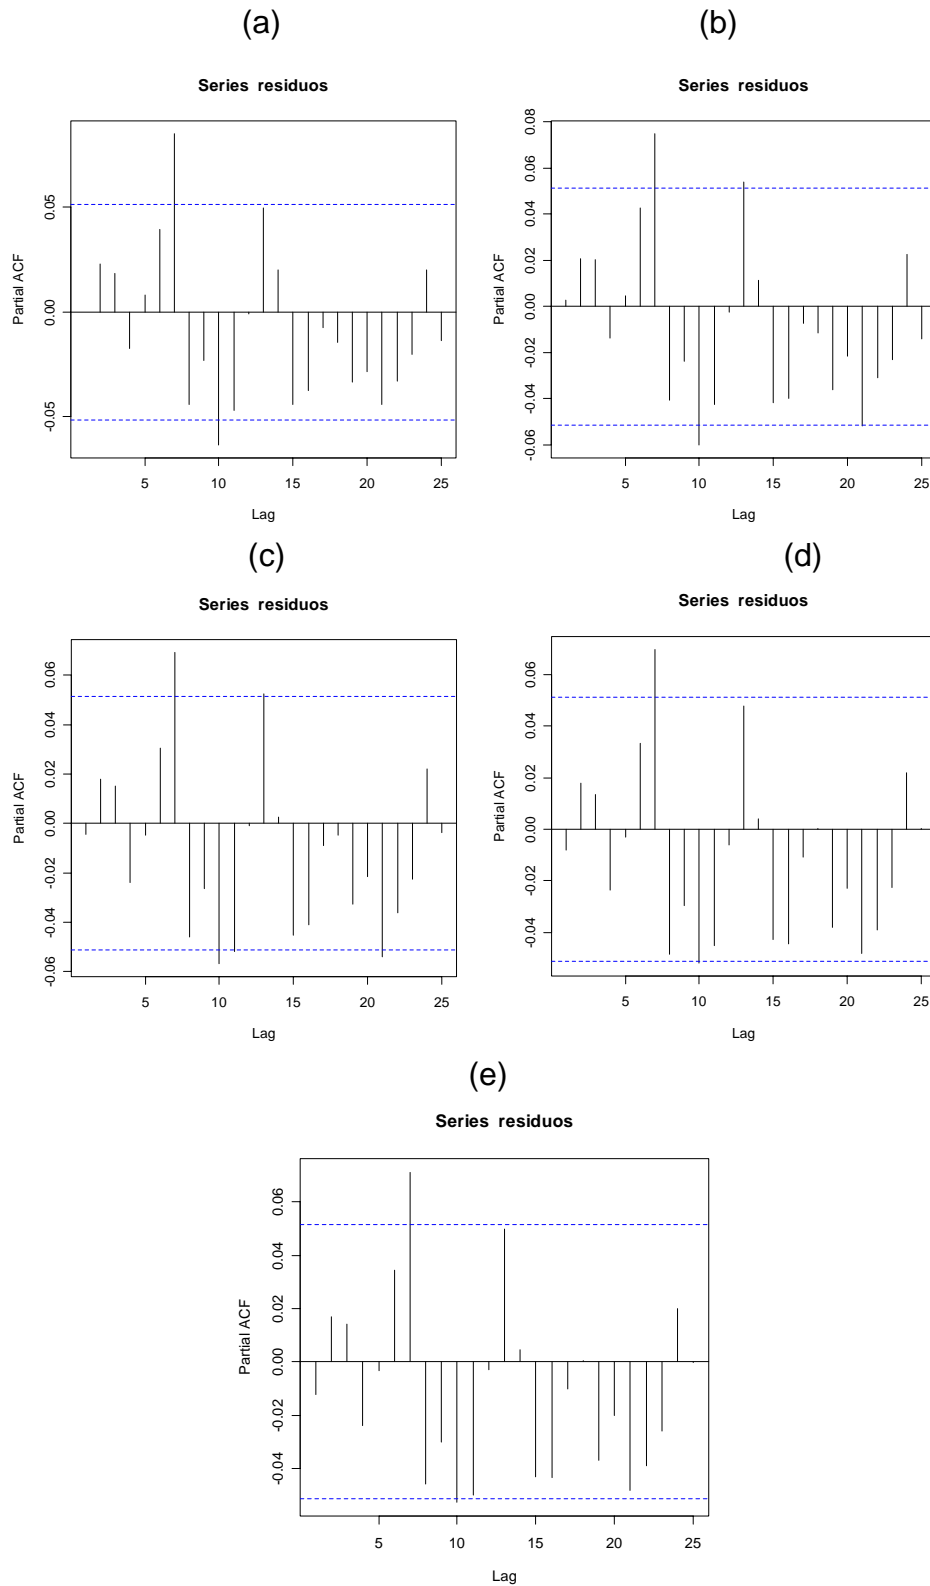 (a)
Series residuos
Partial ACF
0.05
0.00
-0.05
5 10 15 20 25
Lag
(b)
Series residuos
Partial ACF
0.08
0.06
0.04
0.02
0.00
-0.02
-0.04
-0.06
5 10 15 20 25
Lag
(c)
Series residuos
Partial ACF
0.06
0.04
0.02
0.00
-0.02
-0.04
-0.06
5 10 15 20 25
Lag
(d)
Series residuos
Partial ACF
0.06
0.04
0.02
0.00
-0.02
-0.04
5 10 15 20 25
Lag
(e)
Series residuos
Partial ACF
0.06
0.04
0.02
0.00
-0.02
-0.04
5 10 15 20 25
Lag